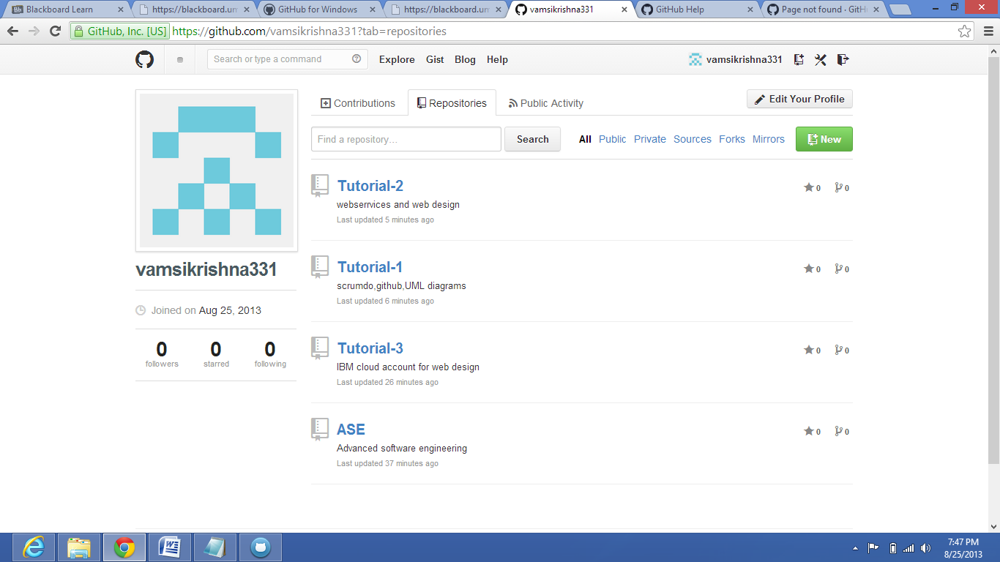 Blackboard Learn
https://blackboard.um
GitHub for Windows
https://blackboard.um
vamsikrishna331
GitHub Help
Page not found · GitHu
GitHub, Inc. [US] https://github.com/vamsikrishna331?tab=repositories
Search or type a command
Explore Gist Blog Help
vamsikrishna331
Contributions Repositories Public Activity
Edit Your Profile
Find a repository...
Search
All Public Private Sources Forks Mirrors
New
vamsikrishna331
Joined on Aug 25, 2013
0 0 0
followers starred following
Tutorial-2
0 0
webserrvices and web design
Last updated 5 minutes ago
Tutorial-1
0 0
scrumdo,github,UML diagrams
Last updated 6 minutes ago
Tutorial-3
0 0
IBM cloud account for web design
Last updated 26 minutes ago
ASE
0 0
Advanced software engineering
Last updated 37 minutes ago
7:47 PM
8/25/2013